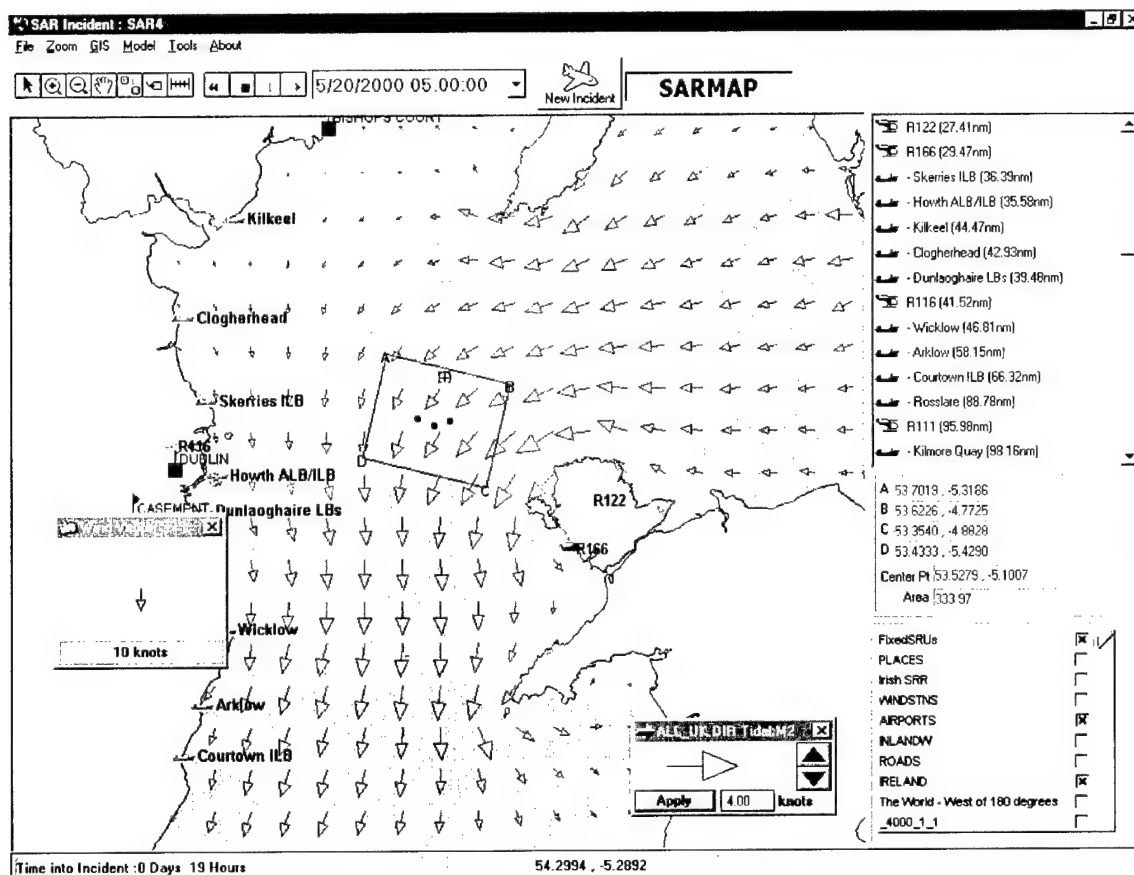 SAR Incident : SAR4
File Zoom GIS Model Tools About
5/20/2000 05.00:00
New Incident
SARMAP
BISHOPS COURT
Kilkeel
Clogherhead
Skerries ILB
R116
DUBLIN
Howth ALB/ILB
CASEMENT
Dunlaoghaire LBs
R122
R166
Wicklow
Arklow
Courtown ILB
A
B
D
C
10 knots
ALL_UK_DIR Tidal:M2
Apply 4.00 knots
R122 (27.41nm)
R166 (29.47nm)
- Skerries ILB (36.39nm)
- Howth ALB/ILB (35.58nm)
- Kilkeel (44.47nm)
- Clogherhead (42.93nm)
- Dunlaoghaire LBs (39.48nm)
R116 (41.52nm)
- Wicklow (46.81nm)
- Arklow (58.15nm)
- Courtown ILB (66.32nm)
- Rosslare (88.78nm)
R111 (95.98nm)
- Kilmore Quay (98.16nm)
A 53.7019 , -5.3186
B 53.6226 , -4.7725
C 53.3540 , -4.8828
D 53.4333 , -5.4290
Center Pt 53.5279 , -5.1007
Area 333.97
FixedSRUs
PLACES
Irish SRR
WINDSTNS
AIRPORTS
INLANDW
ROADS
IRELAND
The World - West of 180 degrees
_4000_1_1
Time into Incident :0 Days 19 Hours
54.2994 , -5.2892